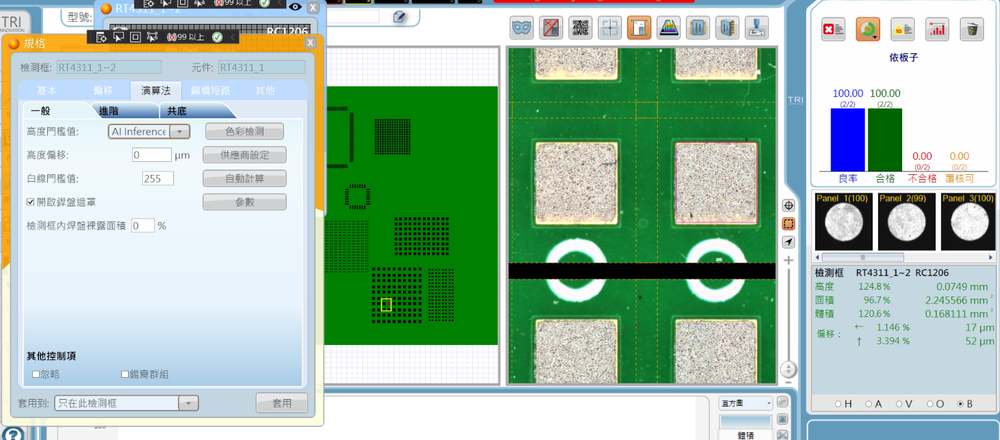 TRI
INNOVATION
型號:
RT4311_1~2
99 以上
RC1206
99 以上
規格
檢測框: RT4311_1~2 元件: RT4311_1
基本 偏移 演算法 錫橋短路 其他
一般 進階 共底
高度門檻值: AI Inference 色彩檢測
高度偏移: 0 μm 供應商設定
白線門檻值: 255 自動計算
開啟銲盤遮罩 參數
檢測框內焊盤裸露面積 0 %
其他控制項
忽略 錫膏群組
套用到: 只在此檢測框 套用
直方圖
體積
TRI
依板子
100.00 100.00
(2/2) (2/2)
0.00 0.00
(0/2) (0/2)
良率 合格 不合格 覆核可
Panel 1(100) Panel 2(99) Panel 3(100)
檢測框 RT4311_1~2 RC1206
高度 124.8% 0.0749 mm
面積 96.7% 2.245566 mm²
體積 120.6% 0.168111 mm³
偏移: ← 1.146 % 17 μm
↑ 3.394 % 52 μm
H A V O B